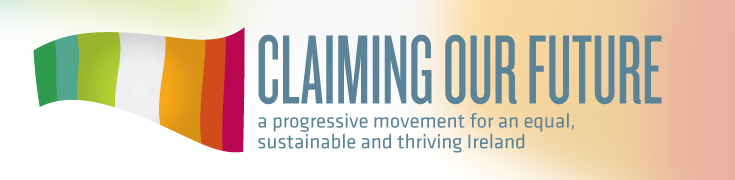 CLAIMING OUR FUTURE
a progressive movement for an equal,
sustainable and thriving Ireland